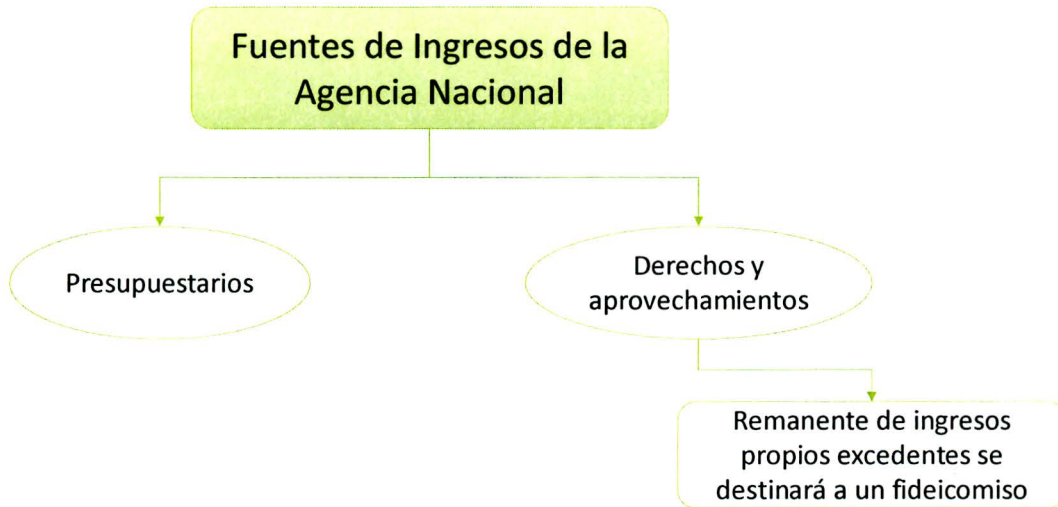 Fuentes de Ingresos de la
Agencia Nacional
Presupuestarios
Derechos y
aprovechamientos
Remanente de ingresos
propios excedentes se
destinará a un fideicomiso